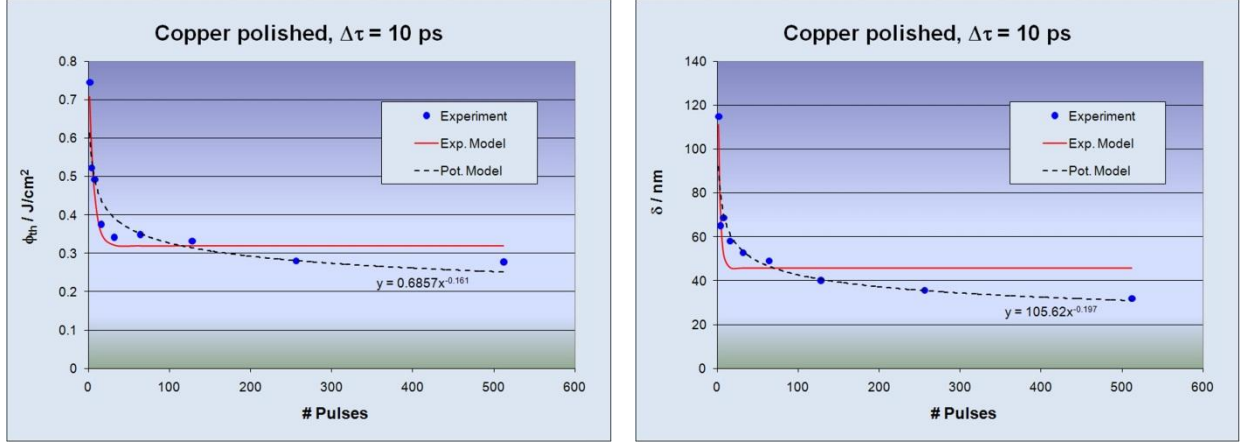 Copper polished, Δτ = 10 ps
ϕth / J/cm²
0.8
0.7
0.6
0.5
0.4
0.3
0.2
0.1
0
Experiment
Exp. Model
Pot. Model
y = 0.6857x^-0.161
0 100 200 300 400 500 600
# Pulses
Copper polished, Δτ = 10 ps
δ / nm
140
120
100
80
60
40
20
0
Experiment
Exp. Model
Pot. Model
y = 105.62x^-0.197
0 100 200 300 400 500 600
# Pulses